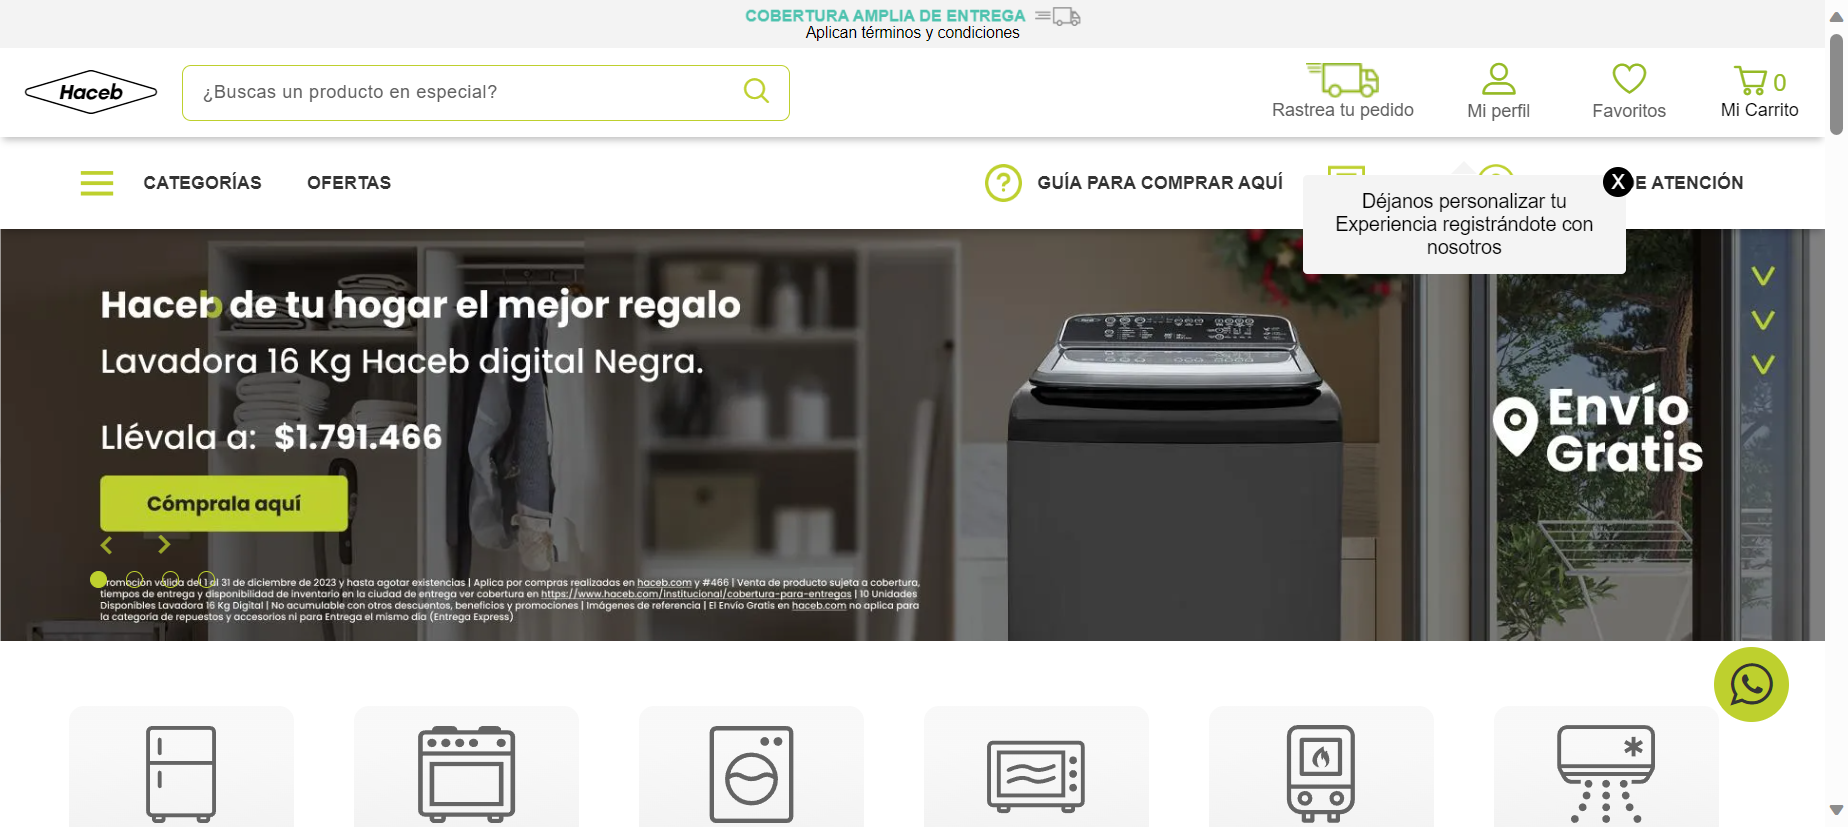 COBERTURA AMPLIA DE ENTREGA
Aplican términos y condiciones
Haceb
¿Buscas un producto en especial?
Rastrea tu pedido
Mi perfil
Favoritos
0
Mi Carrito
CATEGORÍAS
OFERTAS
GUÍA PARA COMPRAR AQUÍ
E ATENCIÓN
X
Déjanos personalizar tu
Experiencia registrándote con
nosotros
Haceb de tu hogar el mejor regalo
Lavadora 16 Kg Haceb digital Negra.
Llévala a: $1.791.466
Cómprala aquí
Envío
Gratis
Promoción válida del 1 al 31 de diciembre de 2023 y hasta agotar existencias | Aplica por compras realizadas en haceb.com y #466 | Venta de producto sujeta a cobertura,
tiempos de entrega y disponibilidad de inventario en la ciudad de entrega ver cobertura en https://www.haceb.com/institucional/cobertura-para-entregas | 10 Unidades
Disponibles Lavadora 16 Kg Digital | No acumulable con otros descuentos, beneficios y promociones | Imágenes de referencia | El Envío Gratis en haceb.com no aplica para
la categoría de repuestos y accesorios ni para Entrega el mismo día (Entrega Express)